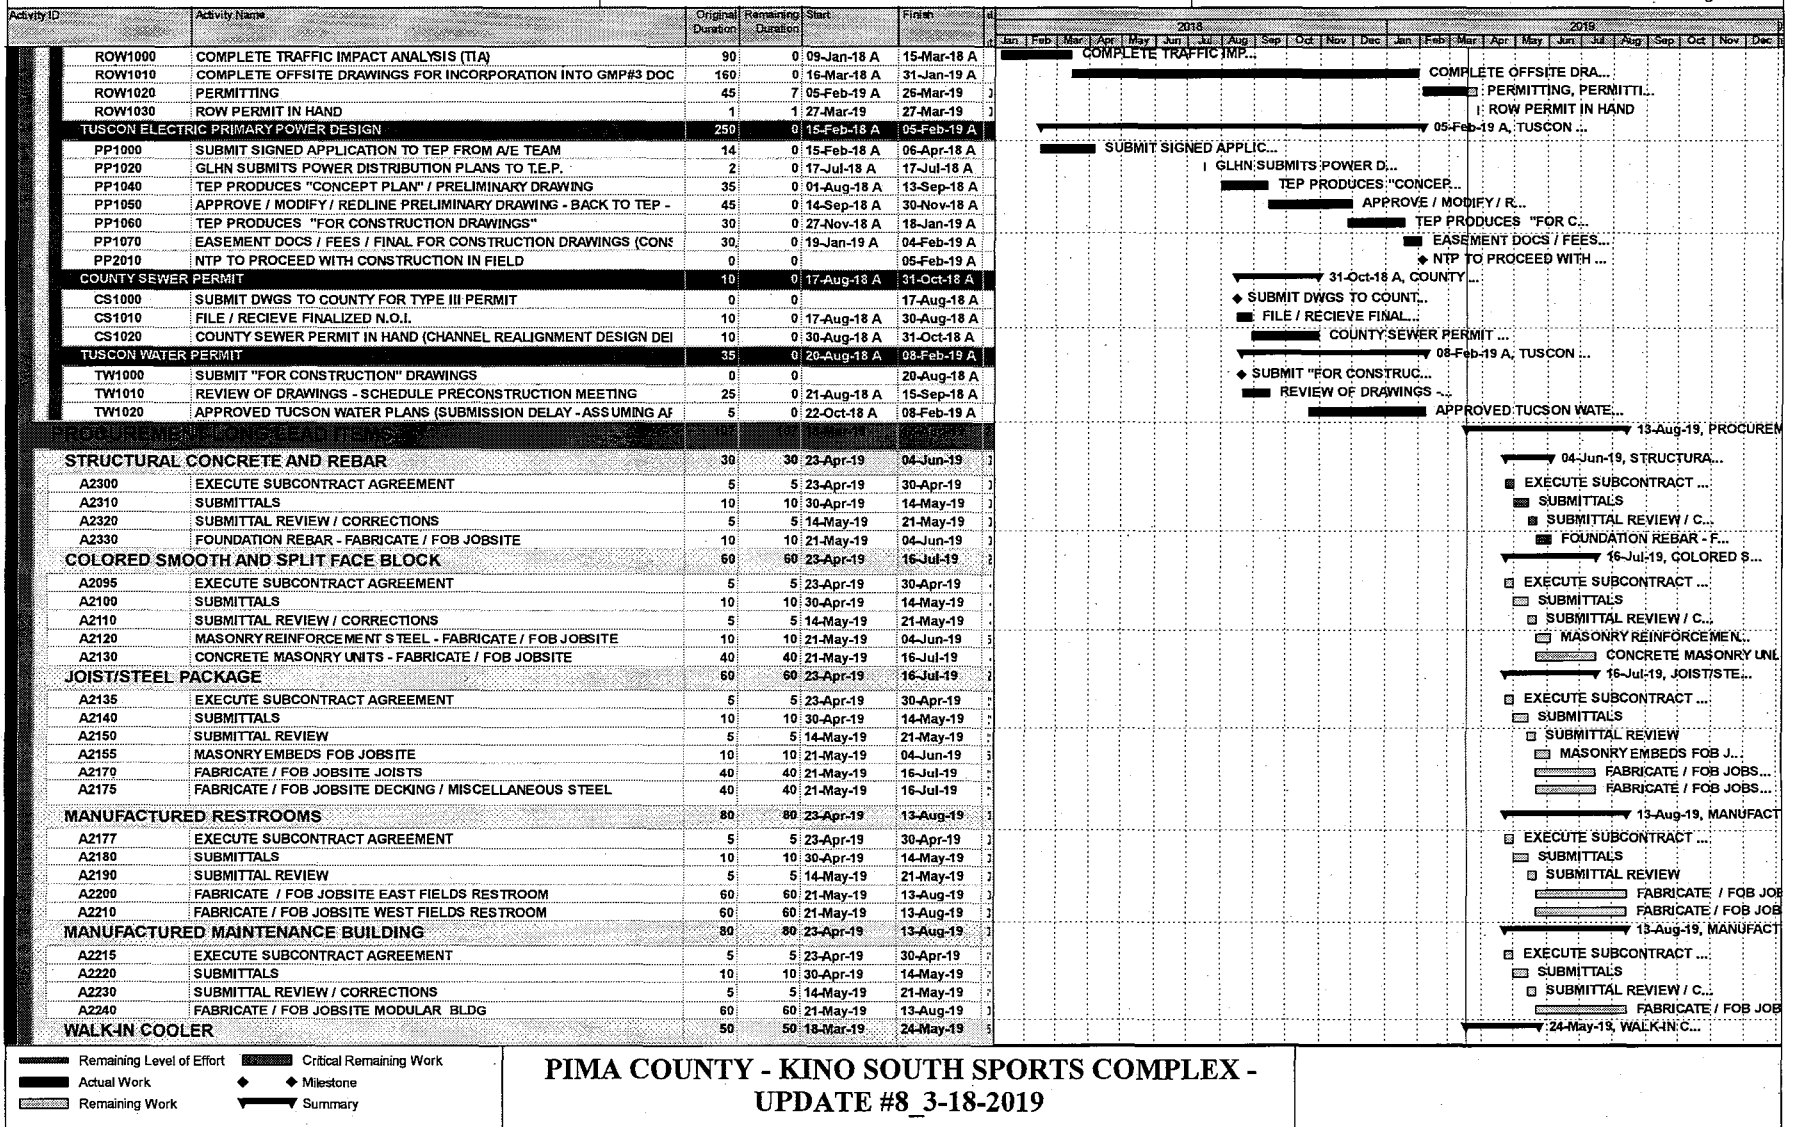 Activity ID Activity Name Original Duration Remaining Duration Start Finish
2018 2019
Jan Feb Mar Apr May Jun Jul Aug Sep Oct Nov Dec Jan Feb Mar Apr May Jun Jul Aug Sep Oct Nov Dec
ROW1000 COMPLETE TRAFFIC IMPACT ANALYSIS (TIA) 90 0 09-Jan-18 A 15-Mar-18 A COMPLETE TRAFFIC IMP...
ROW1010 COMPLETE OFFSITE DRAWINGS FOR INCORPORATION INTO GMP#3 DOC 160 0 16-Mar-18 A 31-Jan-19 A COMPLETE OFFSITE DRA...
ROW1020 PERMITTING 45 7 05-Feb-19 A 26-Mar-19 PERMITTING, PERMITTI...
ROW1030 ROW PERMIT IN HAND 1 1 27-Mar-19 27-Mar-19 ROW PERMIT IN HAND
TUSCON ELECTRIC PRIMARY POWER DESIGN 250 0 15-Feb-18 A 05-Feb-19 A 05-Feb-19 A, TUSCON ...
PP1000 SUBMIT SIGNED APPLICATION TO TEP FROM A/E TEAM 14 0 15-Feb-18 A 06-Apr-18 A SUBMIT SIGNED APPLIC...
PP1020 GLHN SUBMITS POWER DISTRIBUTION PLANS TO T.E.P. 2 0 17-Jul-18 A 17-Jul-18 A GLHN SUBMITS POWER D...
PP1040 TEP PRODUCES "CONCEPT PLAN" / PRELIMINARY DRAWING 35 0 01-Aug-18 A 13-Sep-18 A TEP PRODUCES "CONCEP...
PP1050 APPROVE / MODIFY / REDLINE PRELIMINARY DRAWING - BACK TO TEP - 45 0 14-Sep-18 A 30-Nov-18 A APPROVE / MODIFY / R...
PP1060 TEP PRODUCES "FOR CONSTRUCTION DRAWINGS" 30 0 27-Nov-18 A 18-Jan-19 A TEP PRODUCES "FOR C...
PP1070 EASEMENT DOCS / FEES / FINAL FOR CONSTRUCTION DRAWINGS (CONS 30 0 19-Jan-19 A 04-Feb-19 A EASEMENT DOCS / FEES...
PP2010 NTP TO PROCEED WITH CONSTRUCTION IN FIELD 0 0 05-Feb-19 A NTP TO PROCEED WITH ...
COUNTY SEWER PERMIT 10 0 17-Aug-18 A 31-Oct-18 A 31-Oct-18 A, COUNTY ...
CS1000 SUBMIT DWGS TO COUNTY FOR TYPE III PERMIT 0 0 17-Aug-18 A SUBMIT DWGS TO COUNT...
CS1010 FILE / RECIEVE FINALIZED N.O.I. 10 0 17-Aug-18 A 30-Aug-18 A FILE / RECIEVE FINAL...
CS1020 COUNTY SEWER PERMIT IN HAND (CHANNEL REALIGNMENT DESIGN DEI 10 0 30-Aug-18 A 31-Oct-18 A COUNTY SEWER PERMIT ...
TUSCON WATER PERMIT 35 0 20-Aug-18 A 08-Feb-19 A 08-Feb-19 A, TUSCON ...
TW1000 SUBMIT "FOR CONSTRUCTION" DRAWINGS 0 0 20-Aug-18 A SUBMIT "FOR CONSTRUC...
TW1010 REVIEW OF DRAWINGS - SCHEDULE PRECONSTRUCTION MEETING 25 0 21-Aug-18 A 15-Sep-18 A REVIEW OF DRAWINGS -...
TW1020 APPROVED TUCSON WATER PLANS (SUBMISSION DELAY - ASSUMING AF 5 0 22-Oct-18 A 08-Feb-19 A APPROVED TUCSON WATE...
PROCUREMENT LONG LEAD ITEMS 13-Aug-19, PROCUREM
STRUCTURAL CONCRETE AND REBAR 30 30 23-Apr-19 04-Jun-19 04-Jun-19, STRUCTURA...
A2300 EXECUTE SUBCONTRACT AGREEMENT 5 5 23-Apr-19 30-Apr-19 EXECUTE SUBCONTRACT ...
A2310 SUBMITTALS 10 10 30-Apr-19 14-May-19 SUBMITTALS
A2320 SUBMITTAL REVIEW / CORRECTIONS 5 5 14-May-19 21-May-19 SUBMITTAL REVIEW / C...
A2330 FOUNDATION REBAR - FABRICATE / FOB JOBSITE 10 10 21-May-19 04-Jun-19 FOUNDATION REBAR - F...
COLORED SMOOTH AND SPLIT FACE BLOCK 60 60 23-Apr-19 16-Jul-19 16-Jul-19, COLORED S...
A2095 EXECUTE SUBCONTRACT AGREEMENT 5 5 23-Apr-19 30-Apr-19 EXECUTE SUBCONTRACT ...
A2100 SUBMITTALS 10 10 30-Apr-19 14-May-19 SUBMITTALS
A2110 SUBMITTAL REVIEW / CORRECTIONS 5 5 14-May-19 21-May-19 SUBMITTAL REVIEW / C...
A2120 MASONRY REINFORCEMENT STEEL - FABRICATE / FOB JOBSITE 10 10 21-May-19 04-Jun-19 MASONRY REINFORCEMEN...
A2130 CONCRETE MASONRY UNITS - FABRICATE / FOB JOBSITE 40 40 21-May-19 16-Jul-19 CONCRETE MASONRY UNI
JOIST/STEEL PACKAGE 60 60 23-Apr-19 16-Jul-19 16-Jul-19, JOIST/STE...
A2135 EXECUTE SUBCONTRACT AGREEMENT 5 5 23-Apr-19 30-Apr-19 EXECUTE SUBCONTRACT ...
A2140 SUBMITTALS 10 10 30-Apr-19 14-May-19 SUBMITTALS
A2150 SUBMITTAL REVIEW 5 5 14-May-19 21-May-19 SUBMITTAL REVIEW
A2155 MASONRY EMBEDS FOB JOBSITE 10 10 21-May-19 04-Jun-19 MASONRY EMBEDS FOB J...
A2170 FABRICATE / FOB JOBSITE JOISTS 40 40 21-May-19 16-Jul-19 FABRICATE / FOB JOBS...
A2175 FABRICATE / FOB JOBSITE DECKING / MISCELLANEOUS STEEL 40 40 21-May-19 16-Jul-19 FABRICATE / FOB JOBS...
MANUFACTURED RESTROOMS 80 80 23-Apr-19 13-Aug-19 13-Aug-19, MANUFACT
A2177 EXECUTE SUBCONTRACT AGREEMENT 5 5 23-Apr-19 30-Apr-19 EXECUTE SUBCONTRACT ...
A2180 SUBMITTALS 10 10 30-Apr-19 14-May-19 SUBMITTALS
A2190 SUBMITTAL REVIEW 5 5 14-May-19 21-May-19 SUBMITTAL REVIEW
A2200 FABRICATE / FOB JOBSITE EAST FIELDS RESTROOM 60 60 21-May-19 13-Aug-19 FABRICATE / FOB JOB
A2210 FABRICATE / FOB JOBSITE WEST FIELDS RESTROOM 60 60 21-May-19 13-Aug-19 FABRICATE / FOB JOB
MANUFACTURED MAINTENANCE BUILDING 80 80 23-Apr-19 13-Aug-19 13-Aug-19, MANUFACT
A2215 EXECUTE SUBCONTRACT AGREEMENT 5 5 23-Apr-19 30-Apr-19 EXECUTE SUBCONTRACT ...
A2220 SUBMITTALS 10 10 30-Apr-19 14-May-19 SUBMITTALS
A2230 SUBMITTAL REVIEW / CORRECTIONS 5 5 14-May-19 21-May-19 SUBMITTAL REVIEW / C...
A2240 FABRICATE / FOB JOBSITE MODULAR BLDG 60 60 21-May-19 13-Aug-19 FABRICATE / FOB JOB
WALK-IN COOLER 50 50 18-Mar-19 24-May-19 24-May-19, WALK-IN C...
Remaining Level of Effort Critical Remaining Work
Actual Work Milestone
Remaining Work Summary
PIMA COUNTY - KINO SOUTH SPORTS COMPLEX -
UPDATE #8_3-18-2019